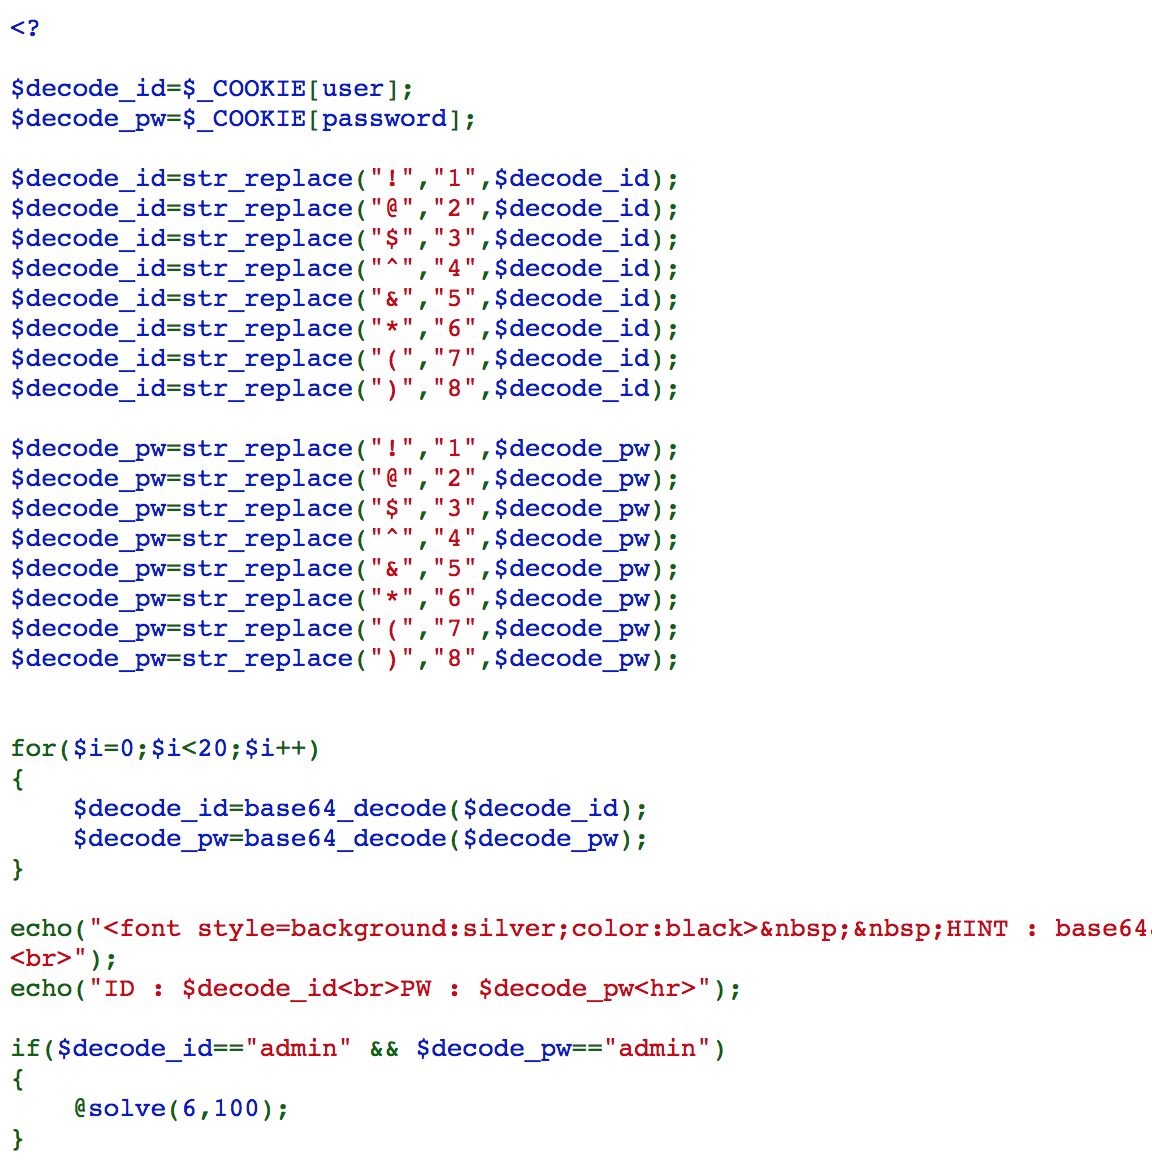 <?
$decode_id=$_COOKIE[user];
$decode_pw=$_COOKIE[password];
$decode_id=str_replace("!","1",$decode_id);
$decode_id=str_replace("@","2",$decode_id);
$decode_id=str_replace("$","3",$decode_id);
$decode_id=str_replace("^","4",$decode_id);
$decode_id=str_replace("&","5",$decode_id);
$decode_id=str_replace("*","6",$decode_id);
$decode_id=str_replace("(","7",$decode_id);
$decode_id=str_replace(")","8",$decode_id);
$decode_pw=str_replace("!","1",$decode_pw);
$decode_pw=str_replace("@","2",$decode_pw);
$decode_pw=str_replace("$","3",$decode_pw);
$decode_pw=str_replace("^","4",$decode_pw);
$decode_pw=str_replace("&","5",$decode_pw);
$decode_pw=str_replace("*","6",$decode_pw);
$decode_pw=str_replace("(","7",$decode_pw);
$decode_pw=str_replace(")","8",$decode_pw);
for($i=0;$i<20;$i++)
{
    $decode_id=base64_decode($decode_id);
    $decode_pw=base64_decode($decode_pw);
}
echo("<font style=background:silver;color:black>&nbsp;&nbsp;HINT : base64
<br>");
echo("ID : $decode_id<br>PW : $decode_pw<hr>");
if($decode_id=="admin" && $decode_pw=="admin")
{
    @solve(6,100);
}